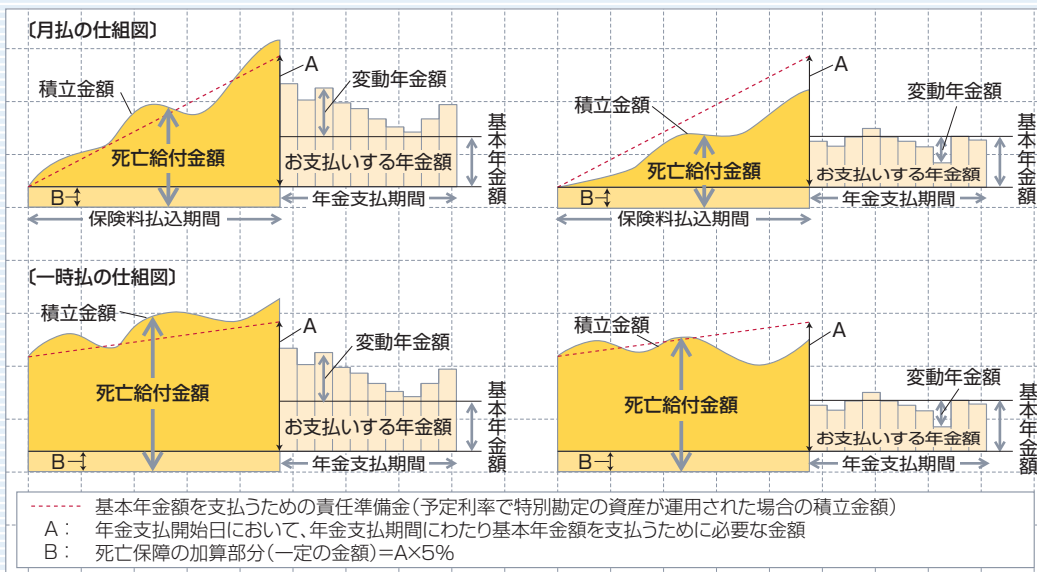 〔月払の仕組図〕
積立金額
A
変動年金額
死亡給付金額
お支払いする年金額
基本年金額
B
保険料払込期間
年金支払期間
積立金額
A
変動年金額
死亡給付金額
お支払いする年金額
基本年金額
B
保険料払込期間
年金支払期間
〔一時払の仕組図〕
積立金額
A
変動年金額
死亡給付金額
お支払いする年金額
基本年金額
B
年金支払期間
積立金額
A
変動年金額
死亡給付金額
お支払いする年金額
基本年金額
B
年金支払期間
基本年金額を支払うための責任準備金(予定利率で特別勘定の資産が運用された場合の積立金額)
A: 年金支払開始日において、年金支払期間にわたり基本年金額を支払うために必要な金額
B: 死亡保障の加算部分(一定の金額)=A×5%